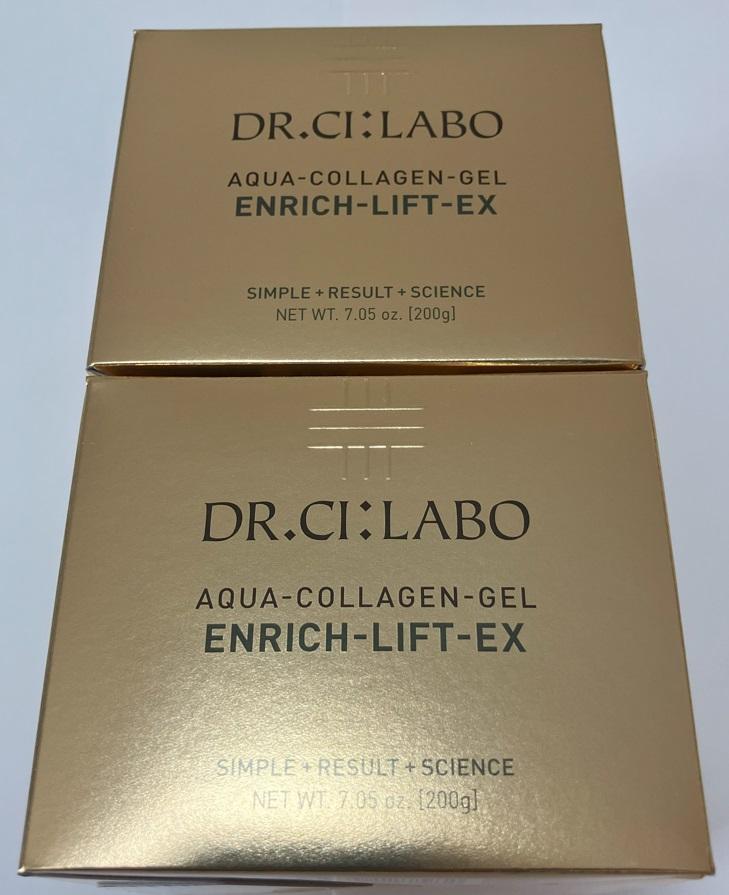 DR.CI:LABO
AQUA-COLLAGEN-GEL
ENRICH-LIFT-EX
SIMPLE+RESULT+SCIENCE
NET WT. 7.05 oz. [200g]
DR.CI:LABO
AQUA-COLLAGEN-GEL
ENRICH-LIFT-EX
SIMPLE+RESULT+SCIENCE
NET WT. 7.05 oz. [200g]